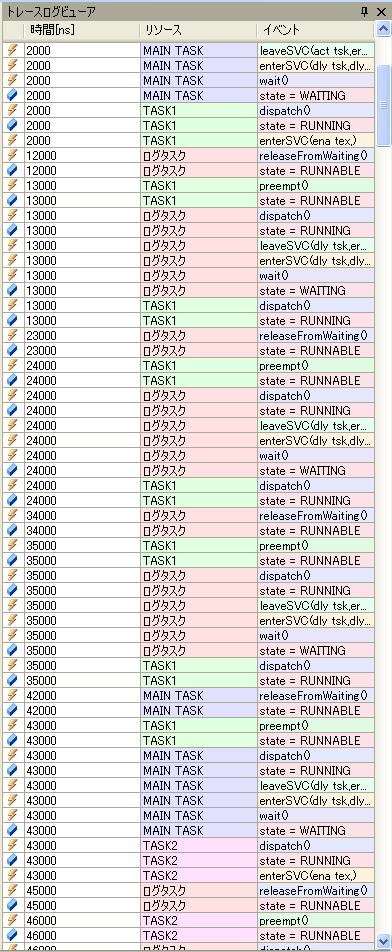 トレースログビューア
時間[ns] リソース イベント
2000 MAIN TASK leaveSVC(act tsk,er...
2000 MAIN TASK enterSVC(dly tsk,dly...
2000 MAIN TASK wait()
2000 MAIN TASK state = WAITING
2000 TASK1 dispatch()
2000 TASK1 state = RUNNING
2000 TASK1 enterSVC(ena tex,)
12000 ログタスク releaseFromWaiting()
12000 ログタスク state = RUNNABLE
13000 TASK1 preempt()
13000 TASK1 state = RUNNABLE
13000 ログタスク dispatch()
13000 ログタスク state = RUNNING
13000 ログタスク leaveSVC(dly tsk,er...
13000 ログタスク enterSVC(dly tsk,dly...
13000 ログタスク wait()
13000 ログタスク state = WAITING
13000 TASK1 dispatch()
13000 TASK1 state = RUNNING
23000 ログタスク releaseFromWaiting()
23000 ログタスク state = RUNNABLE
24000 TASK1 preempt()
24000 TASK1 state = RUNNABLE
24000 ログタスク dispatch()
24000 ログタスク state = RUNNING
24000 ログタスク leaveSVC(dly tsk,er...
24000 ログタスク enterSVC(dly tsk,dly...
24000 ログタスク wait()
24000 ログタスク state = WAITING
24000 TASK1 dispatch()
24000 TASK1 state = RUNNING
34000 ログタスク releaseFromWaiting()
34000 ログタスク state = RUNNABLE
35000 TASK1 preempt()
35000 TASK1 state = RUNNABLE
35000 ログタスク dispatch()
35000 ログタスク state = RUNNING
35000 ログタスク leaveSVC(dly tsk,er...
35000 ログタスク enterSVC(dly tsk,dly...
35000 ログタスク wait()
35000 ログタスク state = WAITING
35000 TASK1 dispatch()
35000 TASK1 state = RUNNING
42000 MAIN TASK releaseFromWaiting()
42000 MAIN TASK state = RUNNABLE
43000 TASK1 preempt()
43000 TASK1 state = RUNNABLE
43000 MAIN TASK dispatch()
43000 MAIN TASK state = RUNNING
43000 MAIN TASK leaveSVC(dly tsk,er...
43000 MAIN TASK enterSVC(dly tsk,dly...
43000 MAIN TASK wait()
43000 MAIN TASK state = WAITING
43000 TASK2 dispatch()
43000 TASK2 state = RUNNING
43000 TASK2 enterSVC(ena tex,)
45000 ログタスク releaseFromWaiting()
45000 ログタスク state = RUNNABLE
46000 TASK2 preempt()
46000 TASK2 state = RUNNABLE